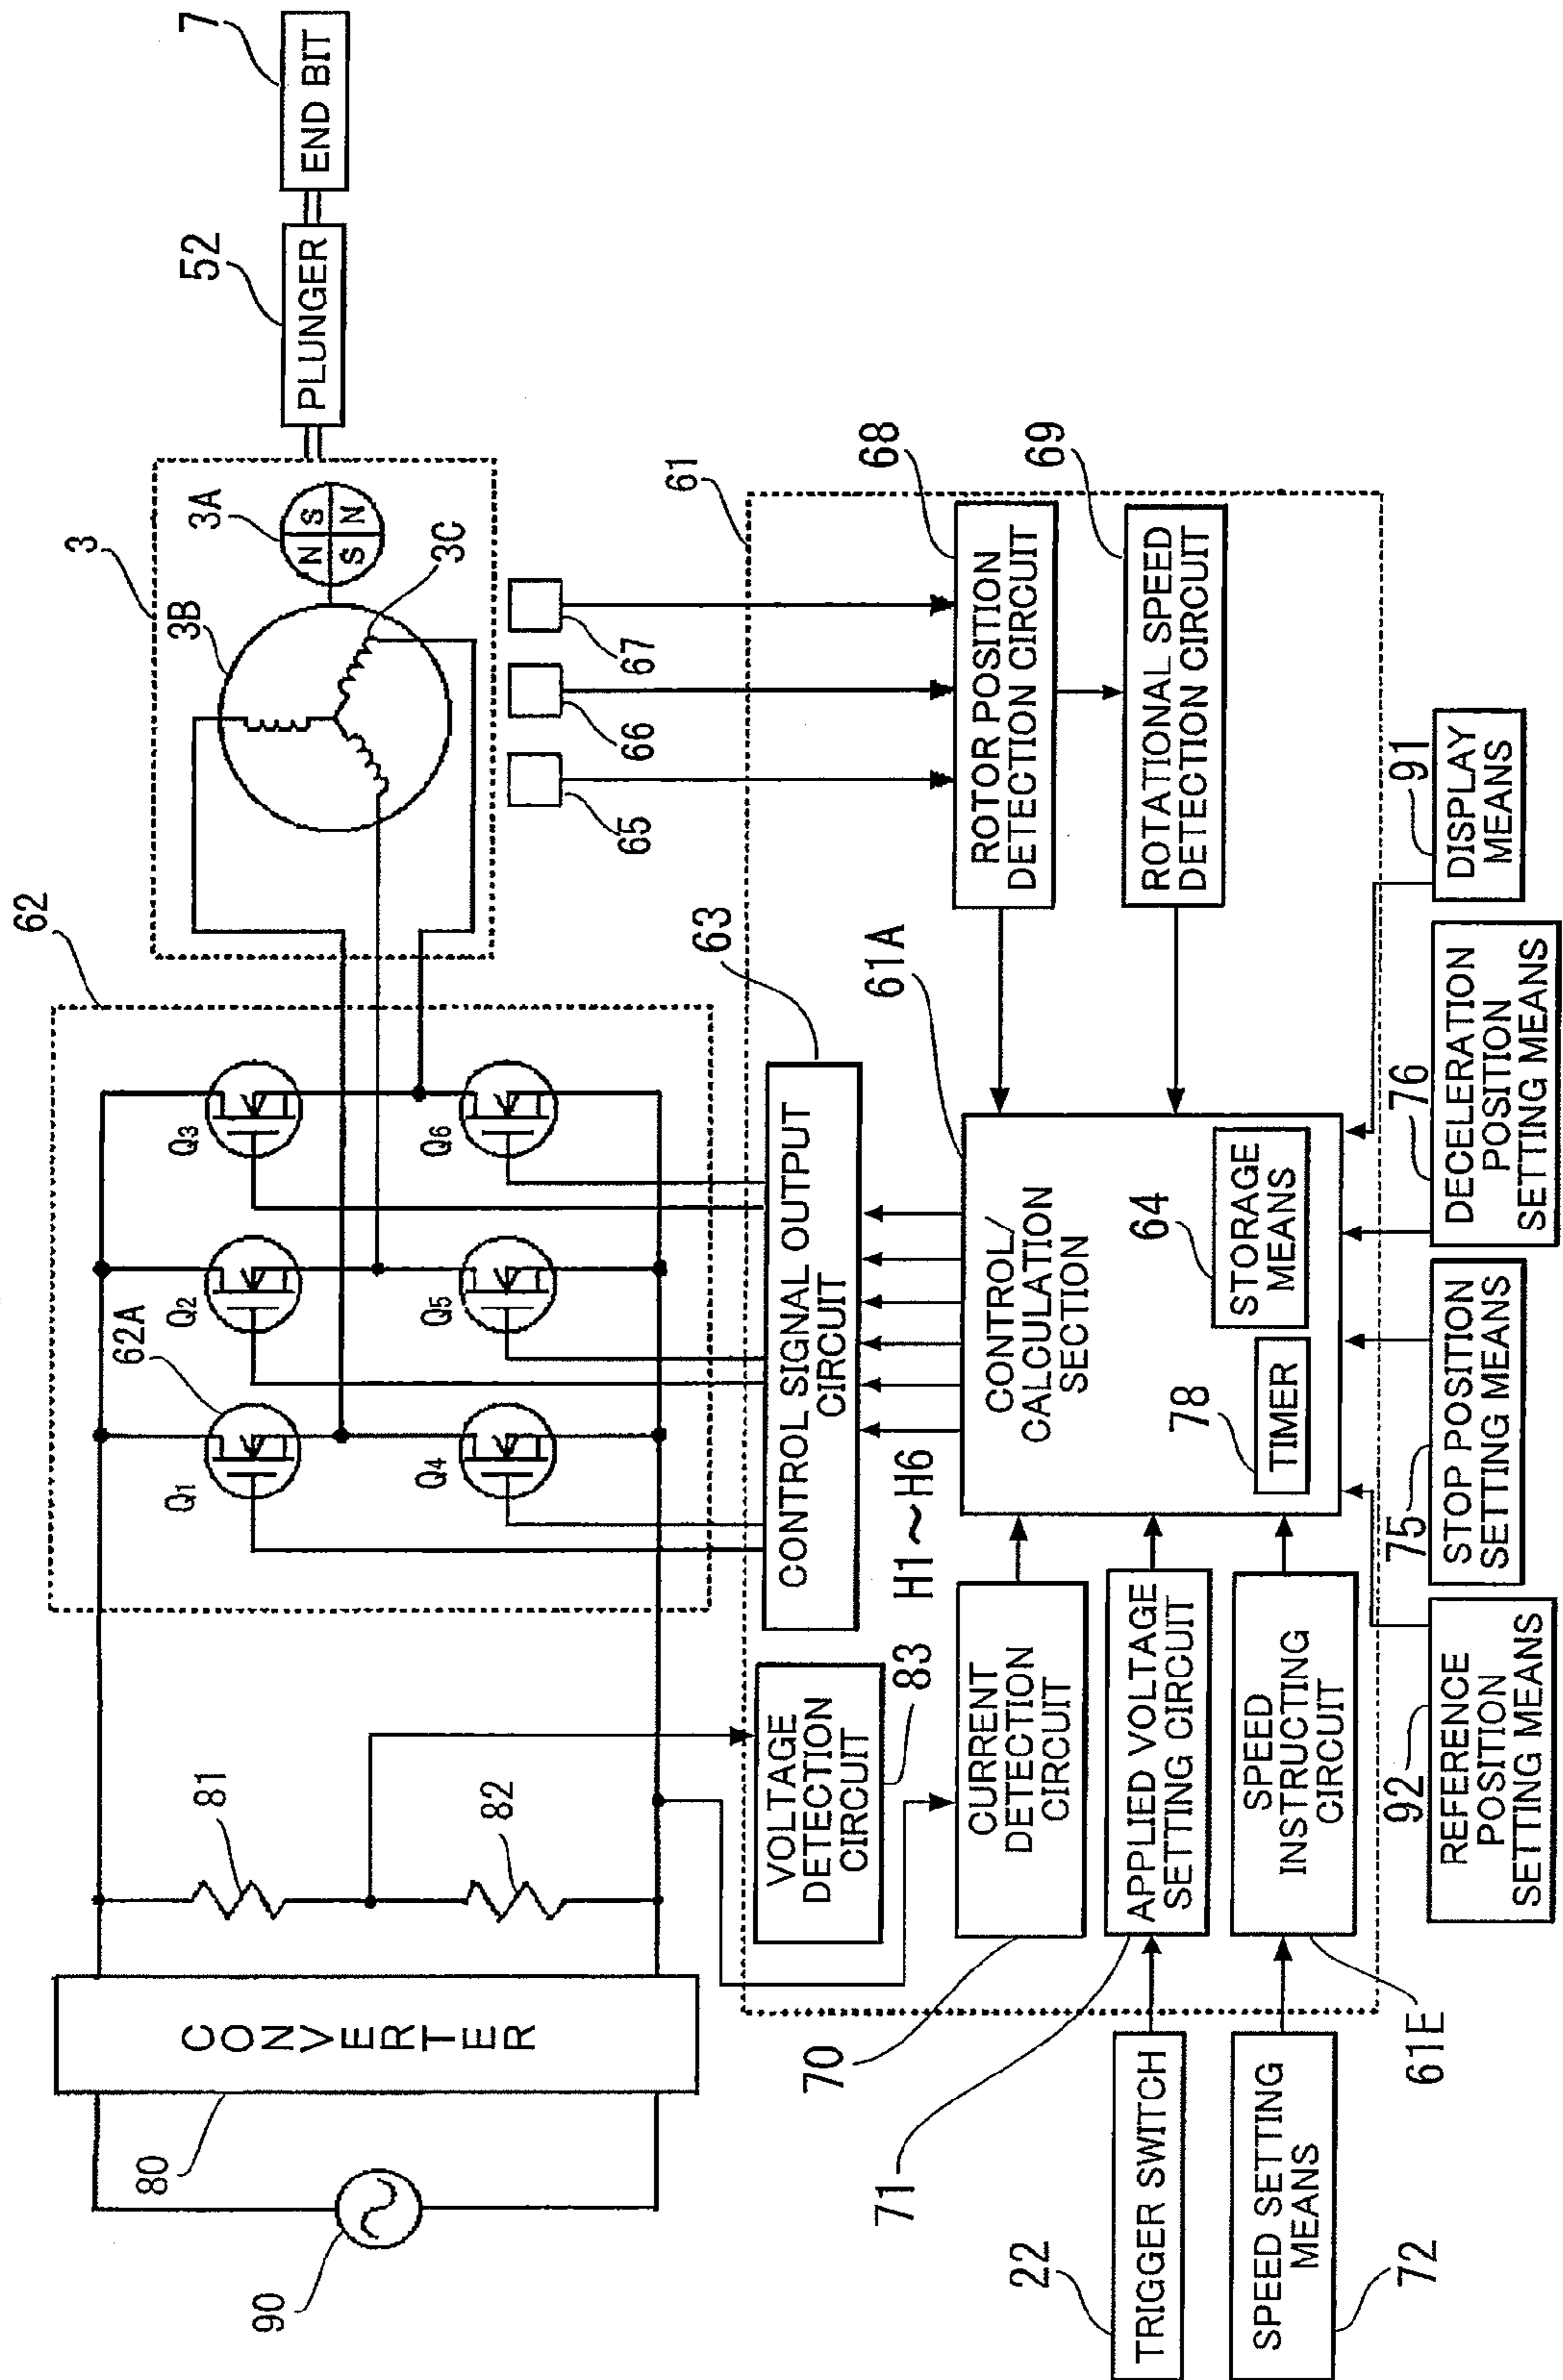 62
3
3B
3A
3C
52
PLUNGER
7
END BIT
90
80
CONVERTER
81
82
62A
Q1
Q2
Q3
Q4
Q5
Q6
65
66
67
61
VOLTAGE
DETECTION
CIRCUIT
83
CONTROL SIGNAL OUTPUT
CIRCUIT
63
H1~H6
70
CURRENT
DETECTION
CIRCUIT
71
APPLIED VOLTAGE
SETTING CIRCUIT
SPEED
INSTRUCTING
CIRCUIT
61E
22
TRIGGER SWITCH
SPEED SETTING
MEANS
72
61A
CONTROL/
CALCULATION
SECTION
78
TIMER
64
STORAGE
MEANS
68
ROTOR POSITION
DETECTION CIRCUIT
69
ROTATIONAL SPEED
DETECTION CIRCUIT
92
REFERENCE
POSITION
SETTING MEANS
75
STOP POSITION
SETTING MEANS
76
DECELERATION
POSITION
SETTING MEANS
91
DISPLAY
MEANS
N
S
S
N